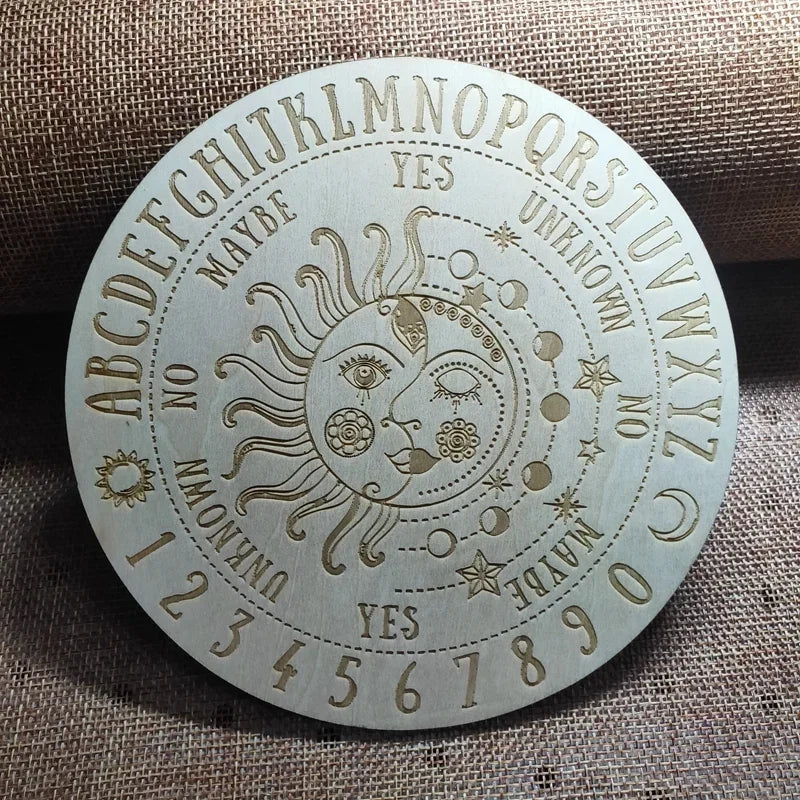 ABCDEFGHIJKLMNOPQRSTUVWXYZ
YES
UNKNOWN
NO
MAYBE
YES
UNKNOWN
NO
MAYBE
1234567890